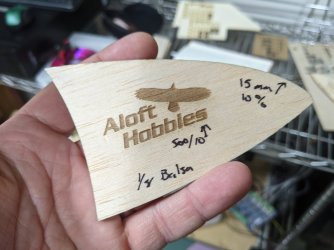 Aloft
Hobbies
15 mm
10 %
500/10
1/8 Balsa